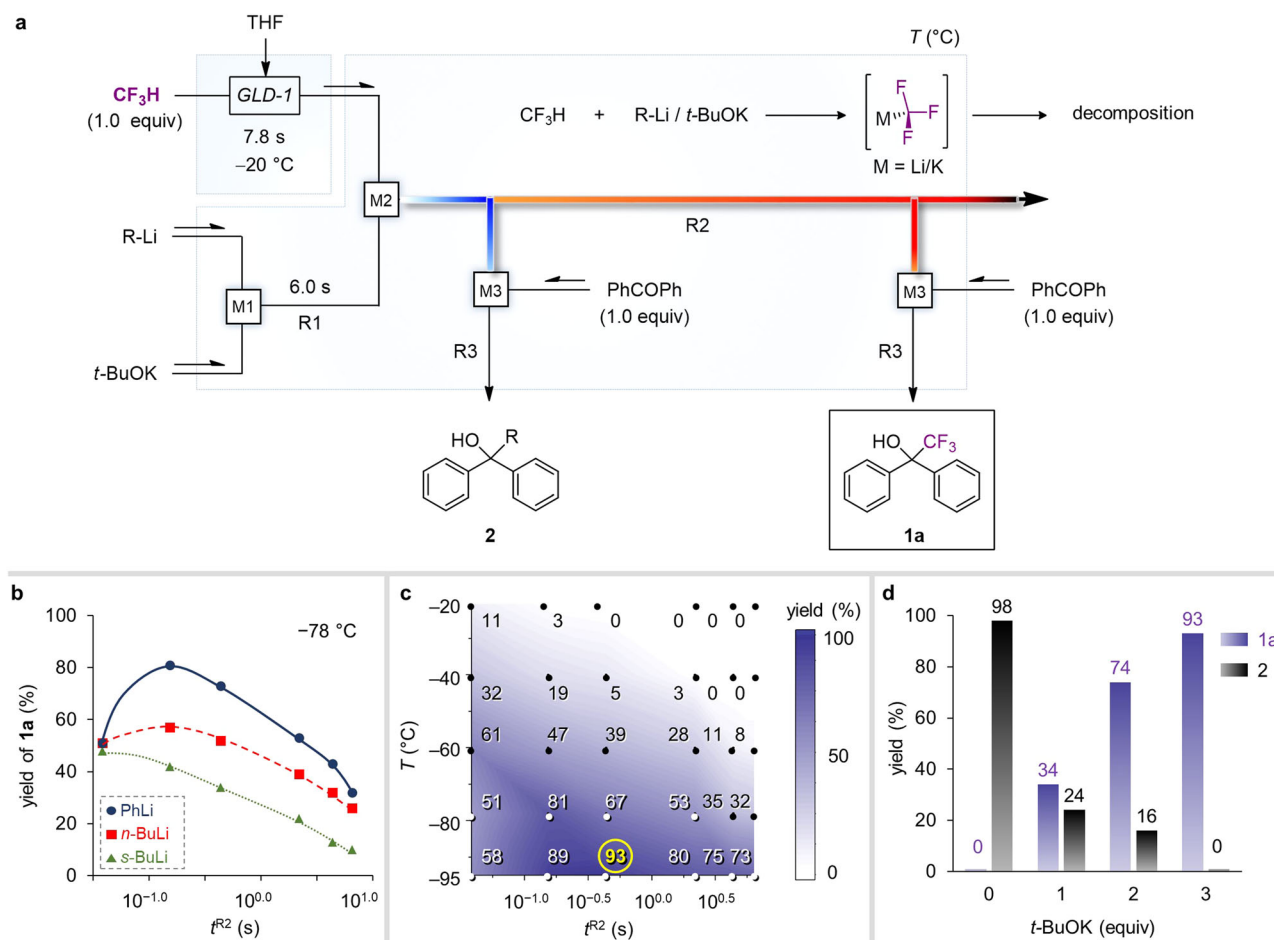 a
THF
T (°C)
CF₃H
GLD-1
(1.0 equiv)
7.8 s
–20 °C
CF₃H + R-Li / t-BuOK
M
F
F
F
decomposition
M = Li/K
M2
R2
R-Li
6.0 s
M1
R1
t-BuOK
M3
PhCOPh
(1.0 equiv)
R3
M3
PhCOPh
(1.0 equiv)
R3
HO
R
2
HO
CF₃
1a
b
yield of 1a (%)
100
80
60
40
20
0
−78 °C
PhLi
n-BuLi
s-BuLi
10⁻¹·⁰
10⁰·⁰
10¹·⁰
tᴿ² (s)
c
T (°C)
–20
–40
–60
–80
–95
11 3 0 0 0 0
32 19 5 3 0 0
61 47 39 28 11 8
51 81 67 53 35 32
58 89 93 80 75 73
10⁻¹·⁰
10⁻⁰·⁵
10⁰·⁰
10⁰·⁵
tᴿ² (s)
yield (%)
100
50
0
d
yield (%)
100
80
60
40
20
0
0 98
34 24
74 16
93 0
0 1 2 3
t-BuOK (equiv)
1a
2